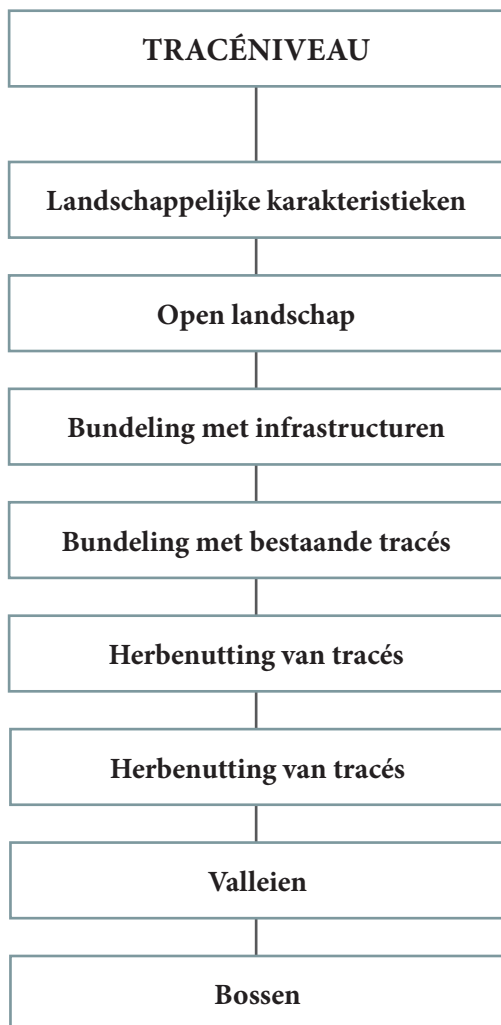 TRACÉNIVEAU
Landschappelijke karakteristieken
Open landschap
Bundeling met infrastructuren
Bundeling met bestaande tracés
Herbenutting van tracés
Herbenutting van tracés
Valleien
Bossen